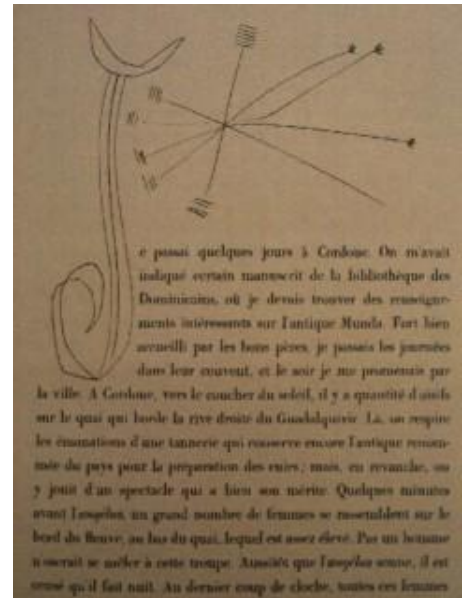 Je passai quelques jours à Cordoue. On m'avait
indiqué certain manuscrit de la bibliothèque des
Dominicains, où je devais trouver des renseigne-
ments intéressants sur l'antique Munda. Fort bien
accueilli par les bons pères, je passais les journées
dans leur couvent, et le soir je me promenais par
la ville. A Cordoue, vers le coucher du soleil, il y a quantité d'oisifs
sur le quai qui borde la rive droite du Guadalquivir. Là, on respire
les émanations d'une tannerie qui conserve encore l'antique renom-
mée du pays pour la préparation des cuirs; mais, en revanche, on
y jouit d'un spectacle qui a bien son mérite. Quelques minutes
avant l'angélus, un grand nombre de femmes se rassemblent sur le
bord du fleuve, au bas du quai, lequel est assez élevé. Pas un homme
n'oserait se mêler à cette troupe. Aussitôt que l'angélus sonne, il est
censé qu'il fait nuit. Au dernier coup de cloche, toutes ces femmes